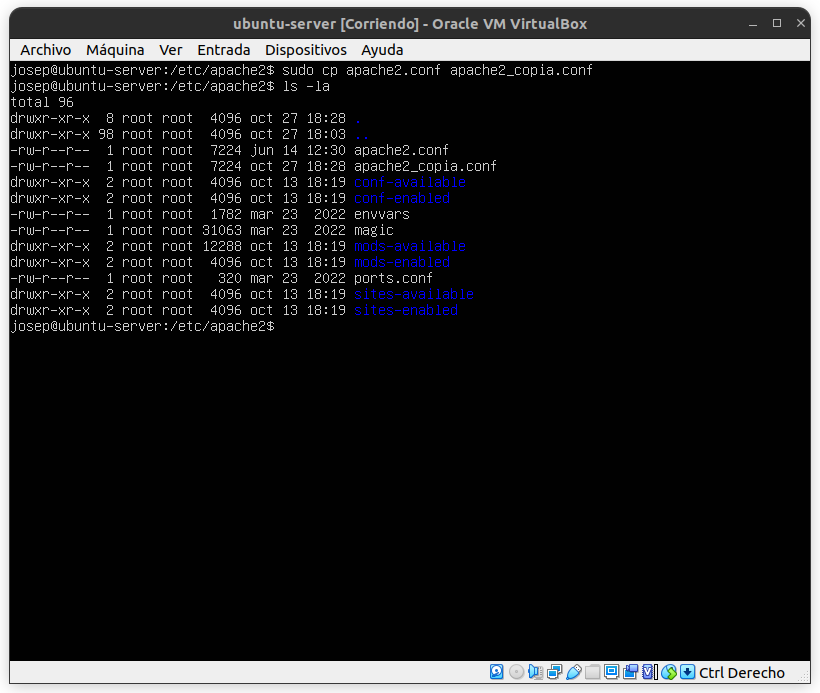 ubuntu-server [Corriendo] - Oracle VM VirtualBox
Archivo Máquina Ver Entrada Dispositivos Ayuda
josep@ubuntu-server:/etc/apache2$ sudo cp apache2.conf apache2_copia.conf
josep@ubuntu-server:/etc/apache2$ ls -la
total 96
drwxr-xr-x  8 root root  4096 oct 27 18:28 .
drwxr-xr-x 98 root root  4096 oct 27 18:03 ..
-rw-r--r--  1 root root  7224 jun 14 12:30 apache2.conf
-rw-r--r--  1 root root  7224 oct 27 18:28 apache2_copia.conf
drwxr-xr-x  2 root root  4096 oct 13 18:19 conf-available
drwxr-xr-x  2 root root  4096 oct 13 18:19 conf-enabled
-rw-r--r--  1 root root  1782 mar 23  2022 envvars
-rw-r--r--  1 root root 31063 mar 23  2022 magic
drwxr-xr-x  2 root root 12288 oct 13 18:19 mods-available
drwxr-xr-x  2 root root  4096 oct 13 18:19 mods-enabled
-rw-r--r--  1 root root   320 mar 23  2022 ports.conf
drwxr-xr-x  2 root root  4096 oct 13 18:19 sites-available
drwxr-xr-x  2 root root  4096 oct 13 18:19 sites-enabled
josep@ubuntu-server:/etc/apache2$
Ctrl Derecho